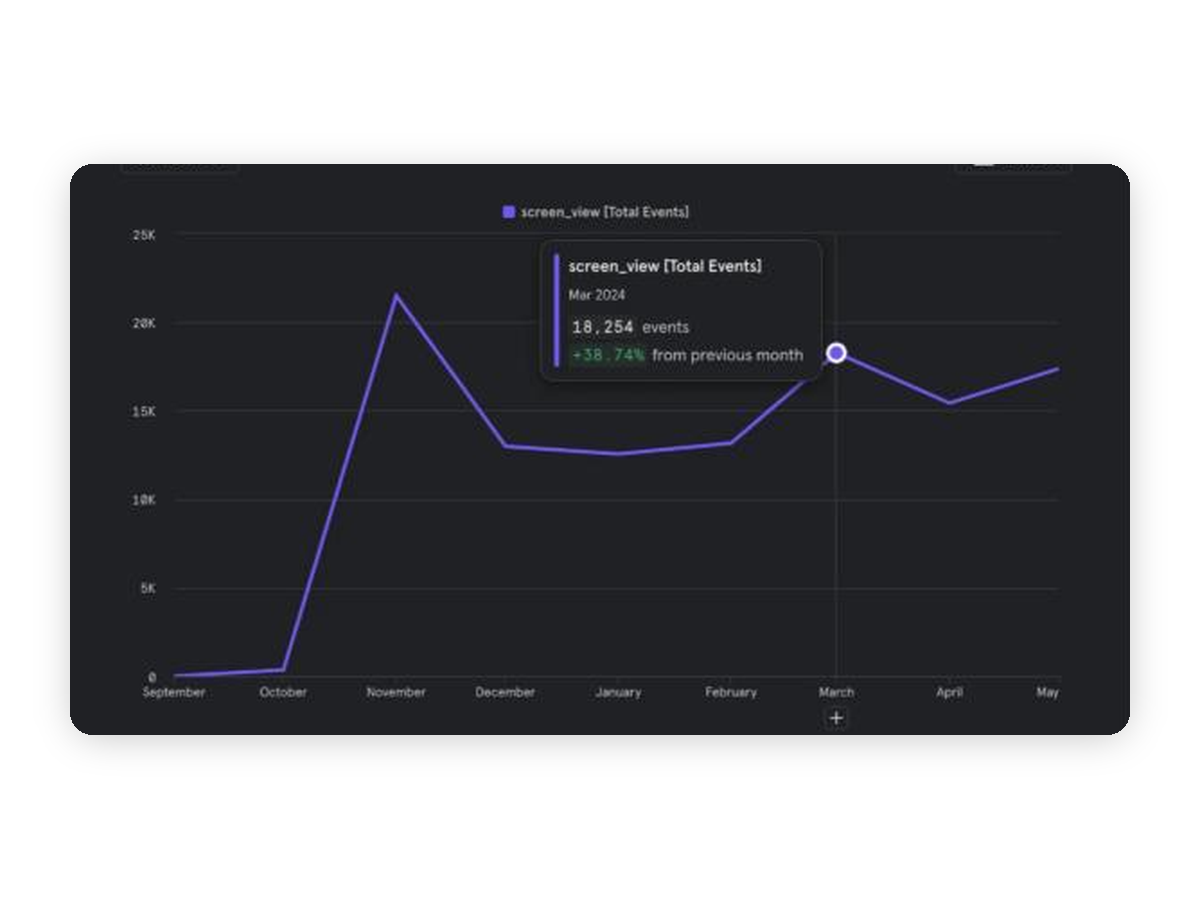 screen_view [Total Events]
25K
screen_view [Total Events]
Mar 2024
20K
18,254 events
+38.74% from previous month
15K
10K
5K
0
September October November December January February March April May
+